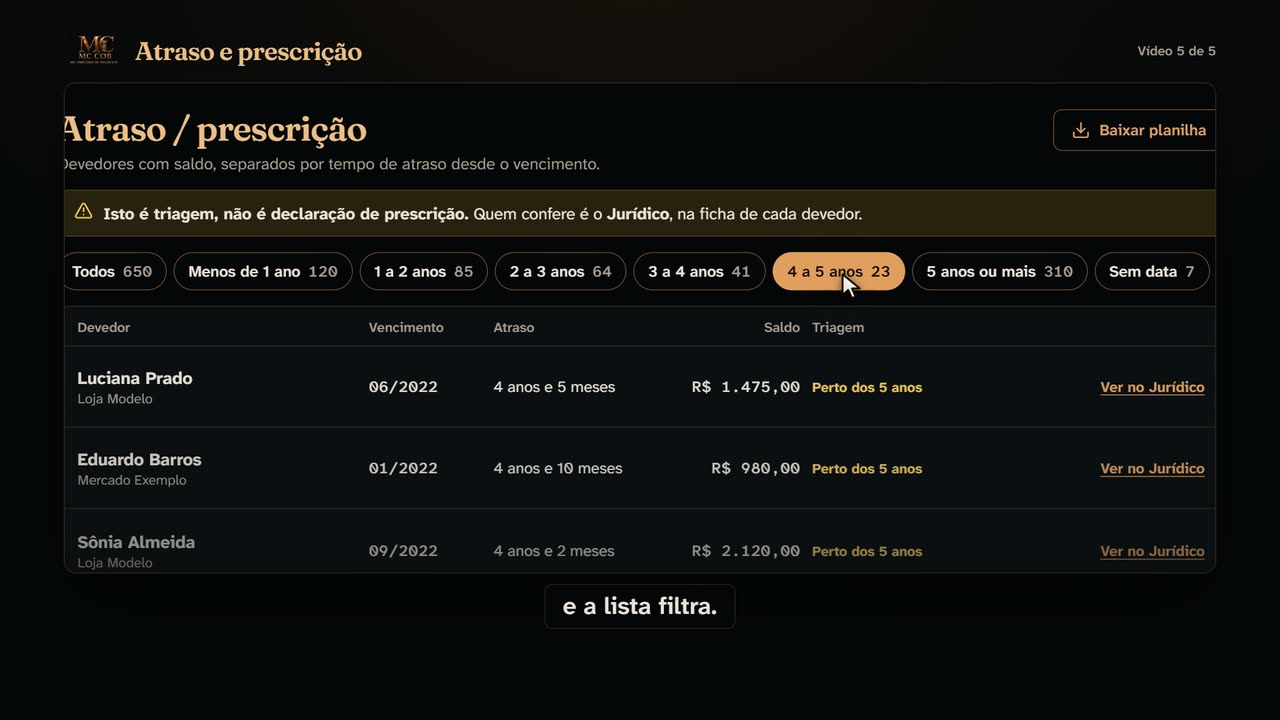 MC
MC COB
Atraso e prescrição
Vídeo 5 de 5
Atraso / prescrição
Baixar planilha
Devedores com saldo, separados por tempo de atraso desde o vencimento.
Isto é triagem, não é declaração de prescrição. Quem confere é o Jurídico, na ficha de cada devedor.
Todos 650 Menos de 1 ano 120 1 a 2 anos 85 2 a 3 anos 64 3 a 4 anos 41 4 a 5 anos 23 5 anos ou mais 310 Sem data 7
Devedor Vencimento Atraso Saldo Triagem
Luciana Prado
Loja Modelo
06/2022 4 anos e 5 meses R$ 1.475,00 Perto dos 5 anos Ver no Jurídico
Eduardo Barros
Mercado Exemplo
01/2022 4 anos e 10 meses R$ 980,00 Perto dos 5 anos Ver no Jurídico
Sônia Almeida
Loja Modelo
09/2022 4 anos e 2 meses R$ 2.120,00 Perto dos 5 anos Ver no Jurídico
e a lista filtra.